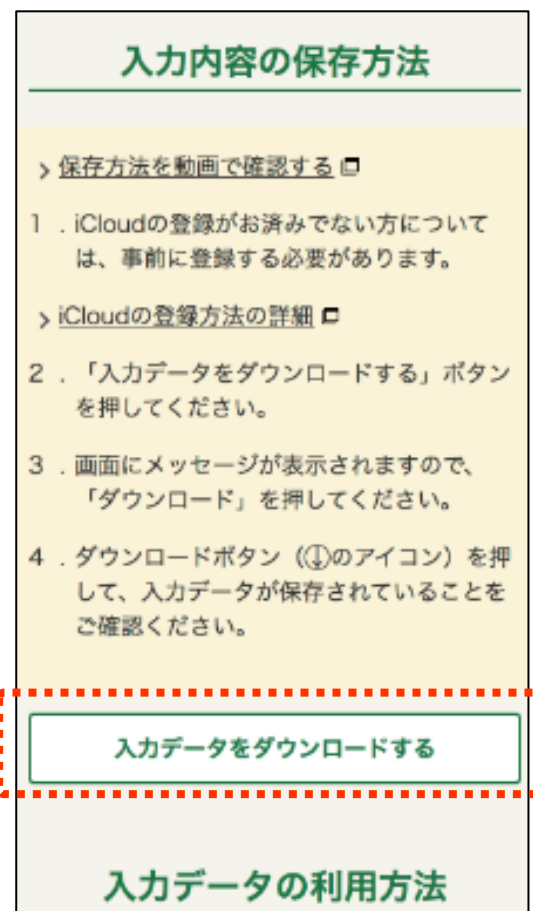 入力内容の保存方法
> 保存方法を動画で確認する
1 . iCloudの登録がお済みでない方について
は、事前に登録する必要があります。
> iCloudの登録方法の詳細
2 . 「入力データをダウンロードする」ボタン
を押してください。
3 . 画面にメッセージが表示されますので、
「ダウンロード」を押してください。
4 . ダウンロードボタン（↓のアイコン）を押
して、入力データが保存されていることを
ご確認ください。
入力データをダウンロードする
入力データの利用方法